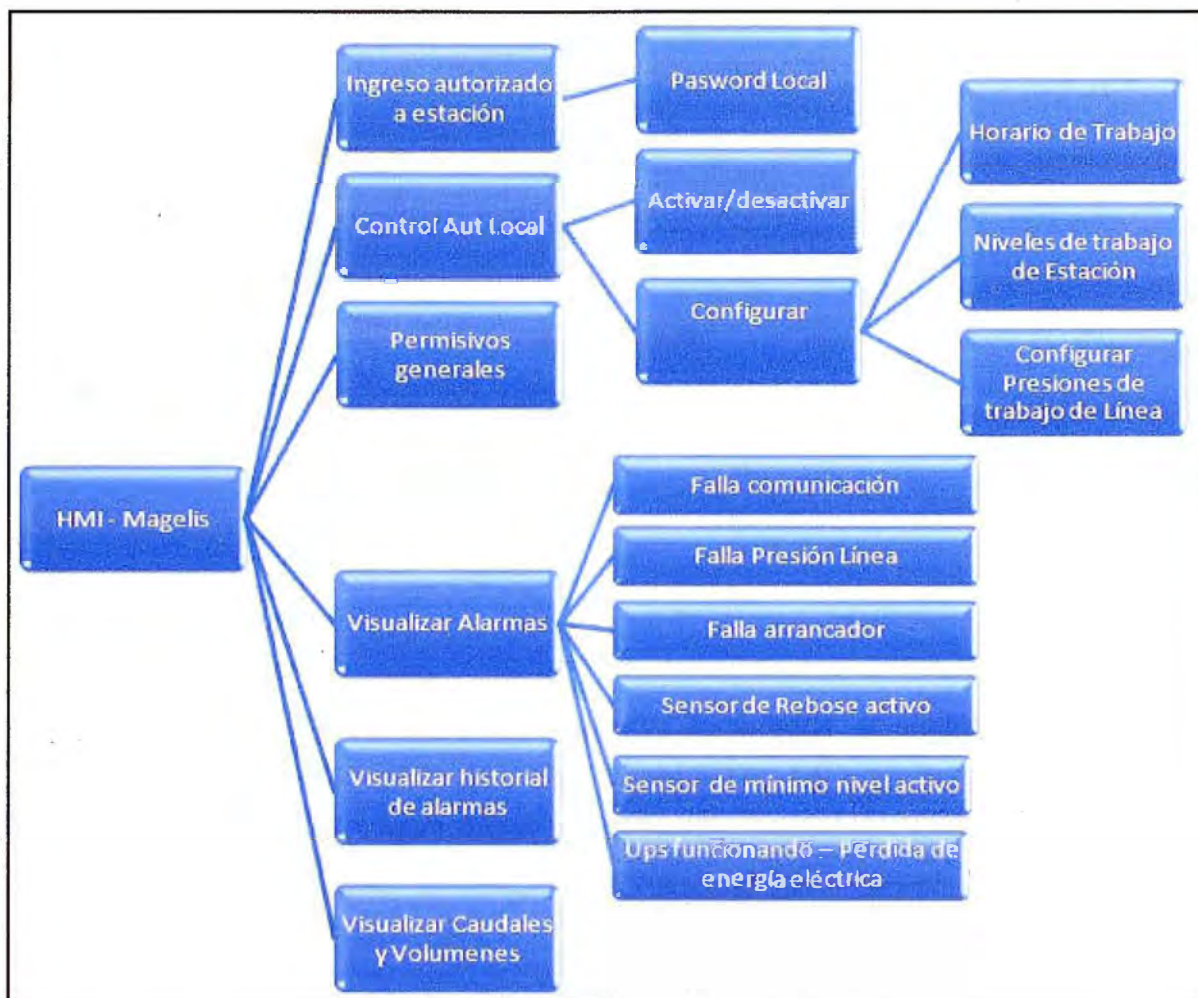 Ingreso autorizado
a estación
Pasword Local
Horario de Trabajo
Control Aut Local
Activar/desactivar
Niveles de trabajo
de Estación
Configurar
Permisivos
generales
Configurar
Presiones de
trabajo de Línea
HMI - Magelis
Visualizar Alarmas
Falla comunicación
Falla Presión Línea
Falla arrancador
Sensor de Rebose activo
Sensor de mínimo nivel activo
Ups funcionando – Perdida de
energía eléctrica
Visualizar historial
de alarmas
Visualizar Caudales
y Volumenes